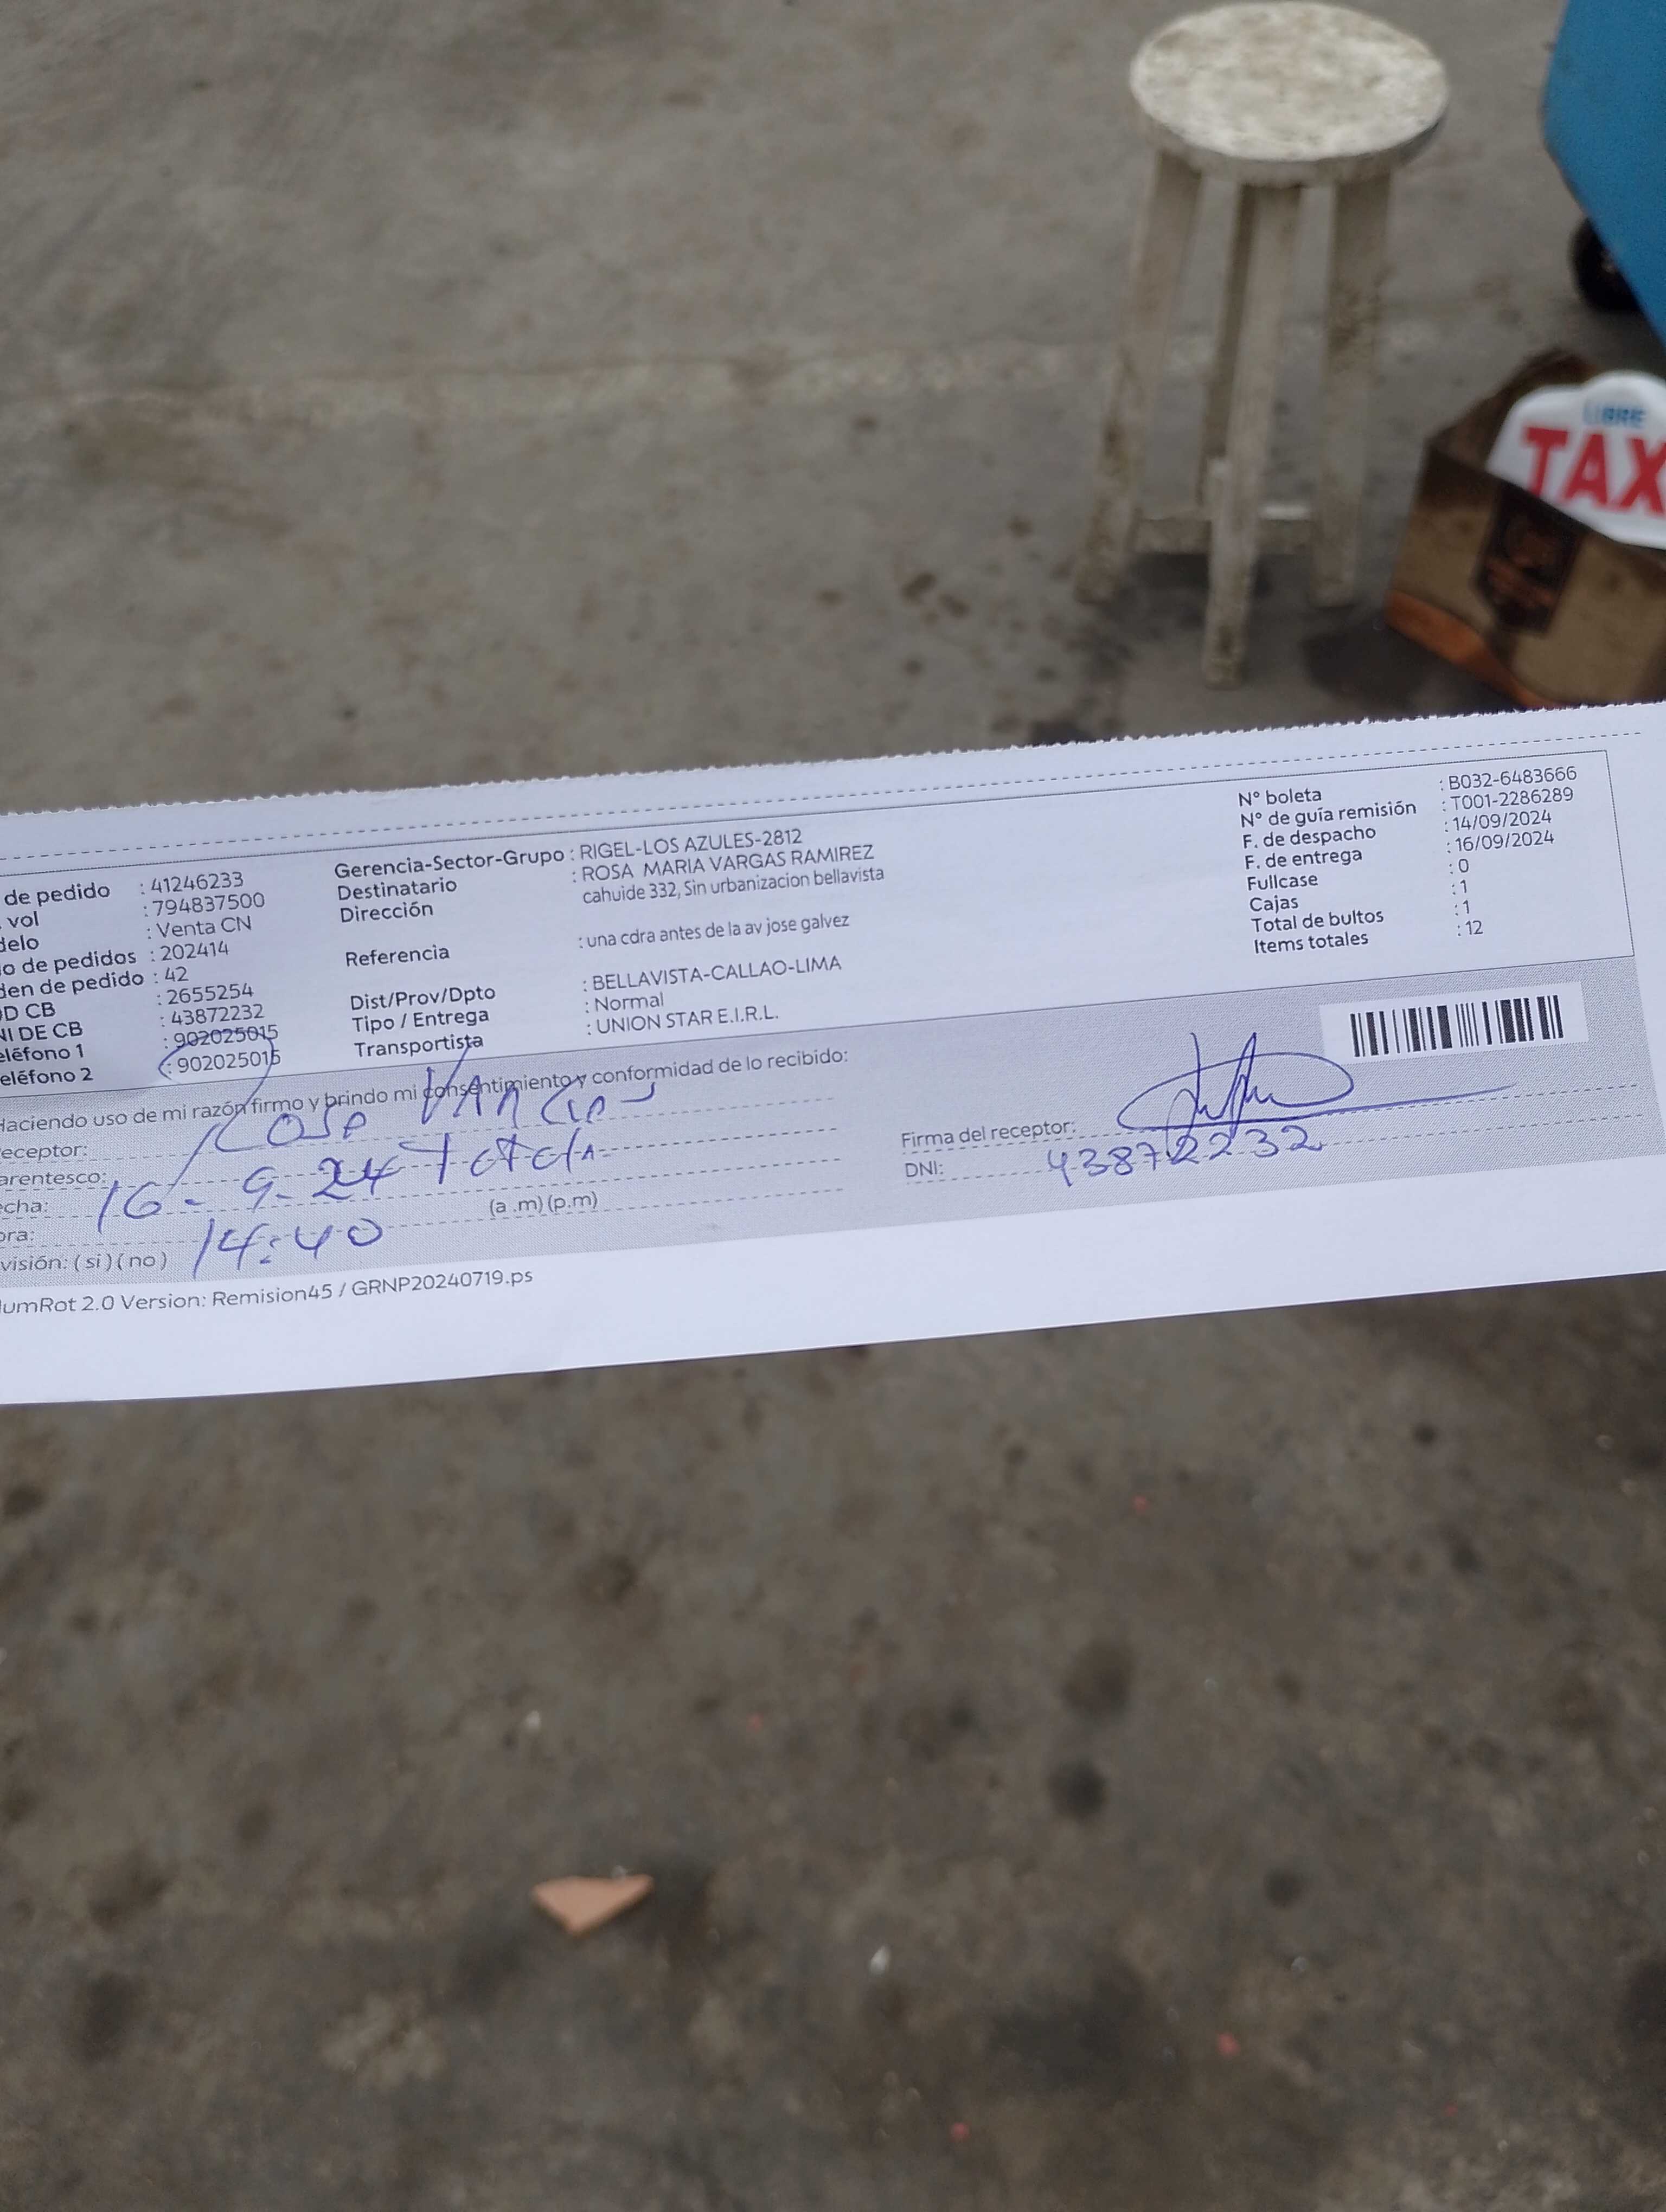 LIBRE
TAX
de pedido : 41246233
vol : 794837500
delo : Venta CN
o de pedidos : 202414
den de pedido : 42
D CB : 2655254
NI DE CB : 43872232
eléfono 1 : 902025015
eléfono 2 : 902025015
Gerencia-Sector-Grupo : RIGEL-LOS AZULES-2812
Destinatario : ROSA MARIA VARGAS RAMIREZ
Dirección cahuide 332, Sin urbanizacion bellavista
Referencia : una cdra antes de la av jose galvez
Dist/Prov/Dpto : BELLAVISTA-CALLAO-LIMA
Tipo / Entrega : Normal
Transportista : UNION STAR E.I.R.L.
N° boleta : B032-6483666
N° de guía remisión : T001-2286289
F. de despacho : 14/09/2024
F. de entrega : 16/09/2024
Fullcase : 0
Cajas : 1
Total de bultos : 1
Items totales : 12
Haciendo uso de mi razón firmo y brindo mi consentimiento y conformidad de lo recibido:
eceptor: Rosa Vargas
arentesco:
echa: 16-9-24
ora: 14:40 (a .m) (p.m)
visión: ( si ) ( no )
Firma del receptor:
DNI: 43872232
umRot 2.0 Version: Remision45 / GRNP20240719.ps